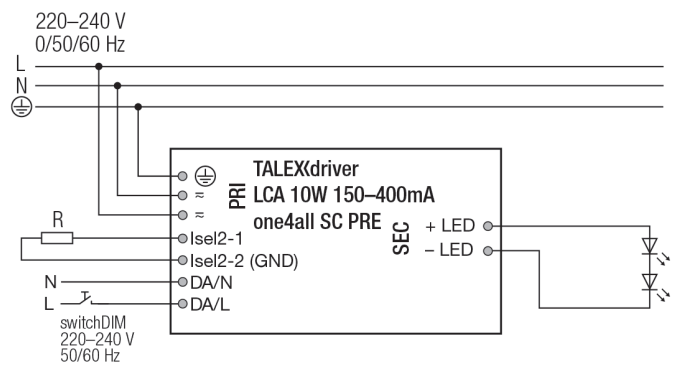 220–240 V
0/50/60 Hz
L
N
TALEXXdriver
LCA 10W 150–400mA
one4all SC PRE
PRI
≈
≈
R
Isel2-1
Isel2-2 (GND)
N
DA/N
L
DA/L
switchDIM
220–240 V
50/60 Hz
SEC
+ LED
– LED